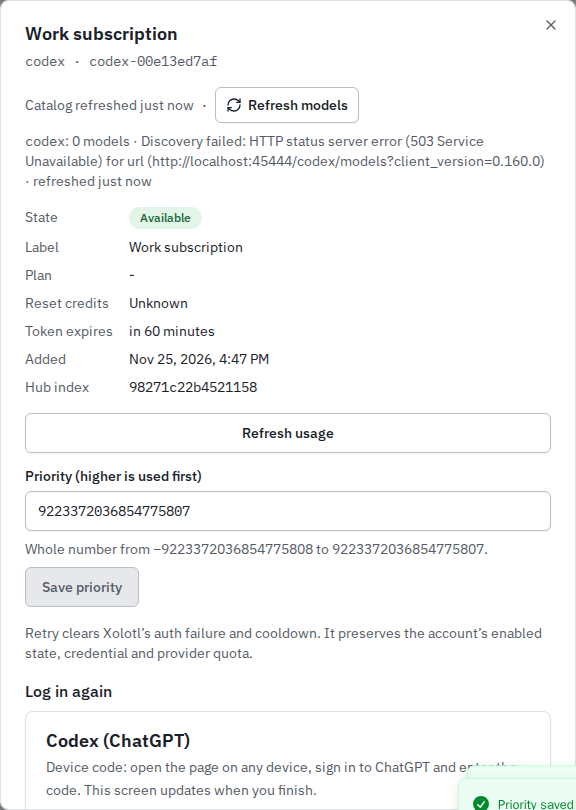 Work subscription
codex · codex-00e13ed7af
Catalog refreshed just now · Refresh models
codex: 0 models · Discovery failed: HTTP status server error (503 Service
Unavailable) for url (http://localhost:45444/codex/models?client_version=0.160.0)
· refreshed just now
State Available
Label Work subscription
Plan -
Reset credits Unknown
Token expires in 60 minutes
Added Nov 25, 2026, 4:47 PM
Hub index 98271c22b4521158
Refresh usage
Priority (higher is used first)
9223372036854775807
Whole number from −9223372036854775808 to 9223372036854775807.
Save priority
Retry clears Xolotl’s auth failure and cooldown. It preserves the account’s enabled
state, credential and provider quota.
Log in again
Codex (ChatGPT)
Device code: open the page on any device, sign in to ChatGPT and enter the
code. This screen updates when you finish.
Priority saved